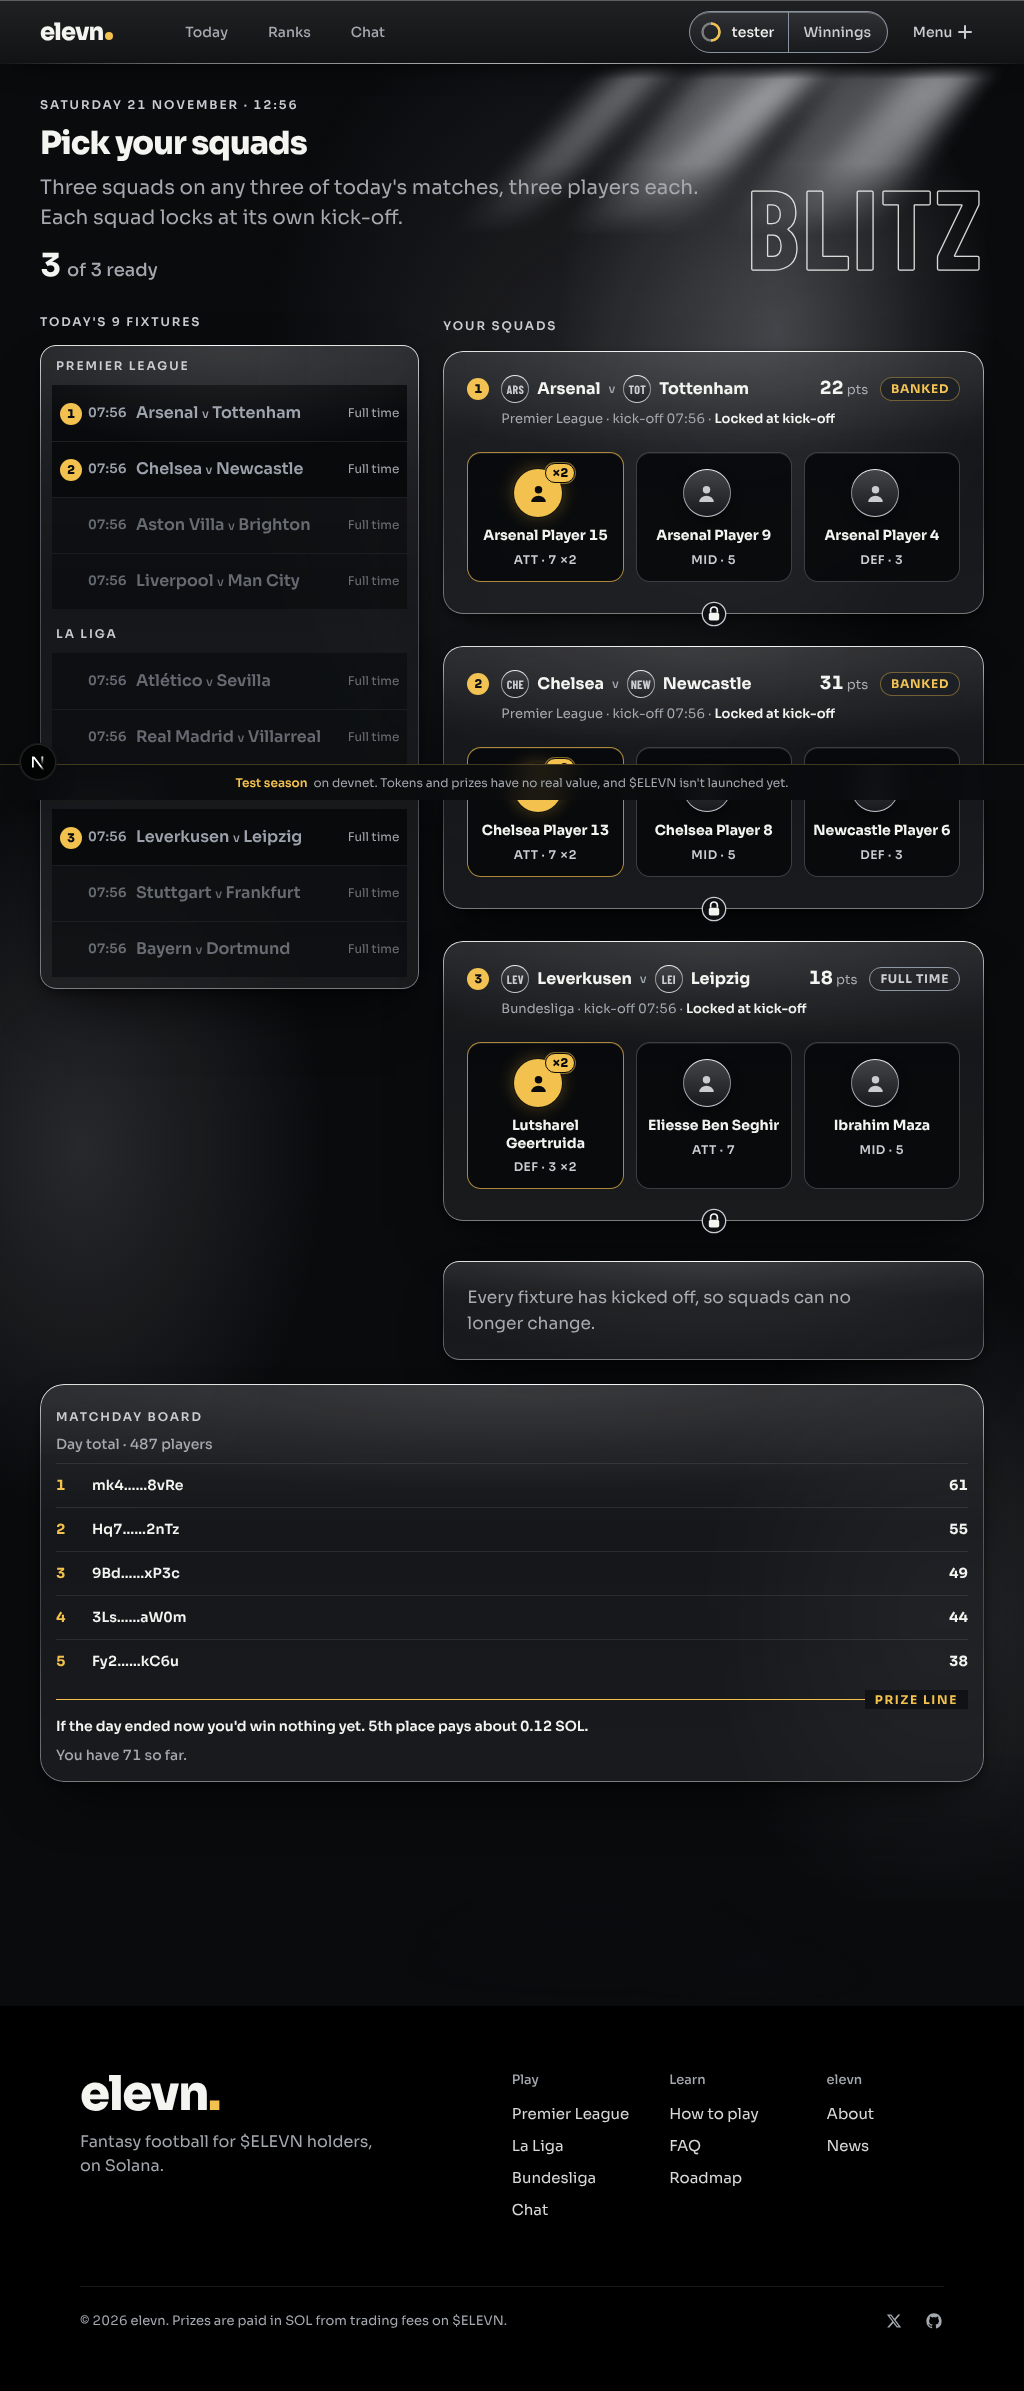 elevn.
Today
Ranks
Chat
tester
Winnings
Menu
SATURDAY 21 NOVEMBER · 12:56
Pick your squads
Three squads on any three of today's matches, three players each.
Each squad locks at its own kick-off.
3 of 3 ready
BLITZ
TODAY'S 9 FIXTURES
PREMIER LEAGUE
1 07:56 Arsenal v Tottenham Full time
2 07:56 Chelsea v Newcastle Full time
07:56 Aston Villa v Brighton Full time
07:56 Liverpool v Man City Full time
LA LIGA
07:56 Atlético v Sevilla Full time
07:56 Real Madrid v Villarreal Full time
3 07:56 Leverkusen v Leipzig Full time
07:56 Stuttgart v Frankfurt Full time
07:56 Bayern v Dortmund Full time
YOUR SQUADS
1 ARS Arsenal v TOT Tottenham 22 pts BANKED
Premier League · kick-off 07:56 · Locked at kick-off
×2
Arsenal Player 15
ATT · 7 ×2
Arsenal Player 9
MID · 5
Arsenal Player 4
DEF · 3
2 CHE Chelsea v NEW Newcastle 31 pts BANKED
Premier League · kick-off 07:56 · Locked at kick-off
Chelsea Player 13
ATT · 7 ×2
Chelsea Player 8
MID · 5
Newcastle Player 6
DEF · 3
N
Test season on devnet. Tokens and prizes have no real value, and $ELEVN isn't launched yet.
3 LEV Leverkusen v LEI Leipzig 18 pts FULL TIME
Bundesliga · kick-off 07:56 · Locked at kick-off
×2
Lutsharel
Geertruida
DEF · 3 ×2
Eliesse Ben Seghir
ATT · 7
Ibrahim Maza
MID · 5
Every fixture has kicked off, so squads can no
longer change.
MATCHDAY BOARD
Day total · 487 players
1 mk4......8vRe 61
2 Hq7......2nTz 55
3 9Bd......xP3c 49
4 3Ls......aW0m 44
5 Fy2......kC6u 38
PRIZE LINE
If the day ended now you'd win nothing yet. 5th place pays about 0.12 SOL.
You have 71 so far.
elevn.
Fantasy football for $ELEVN holders,
on Solana.
Play
Premier League
La Liga
Bundesliga
Chat
Learn
How to play
FAQ
Roadmap
elevn
About
News
© 2026 elevn. Prizes are paid in SOL from trading fees on $ELEVN.